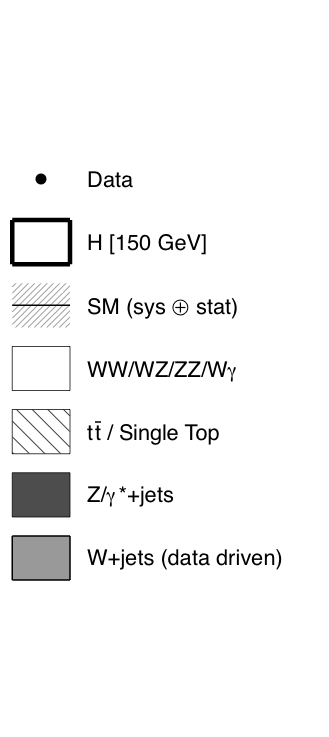 Data
H [150 GeV]
SM (sys ⊕ stat)
WW/WZ/ZZ/Wγ
tt̄ / Single Top
Z/γ*+jets
W+jets (data driven)